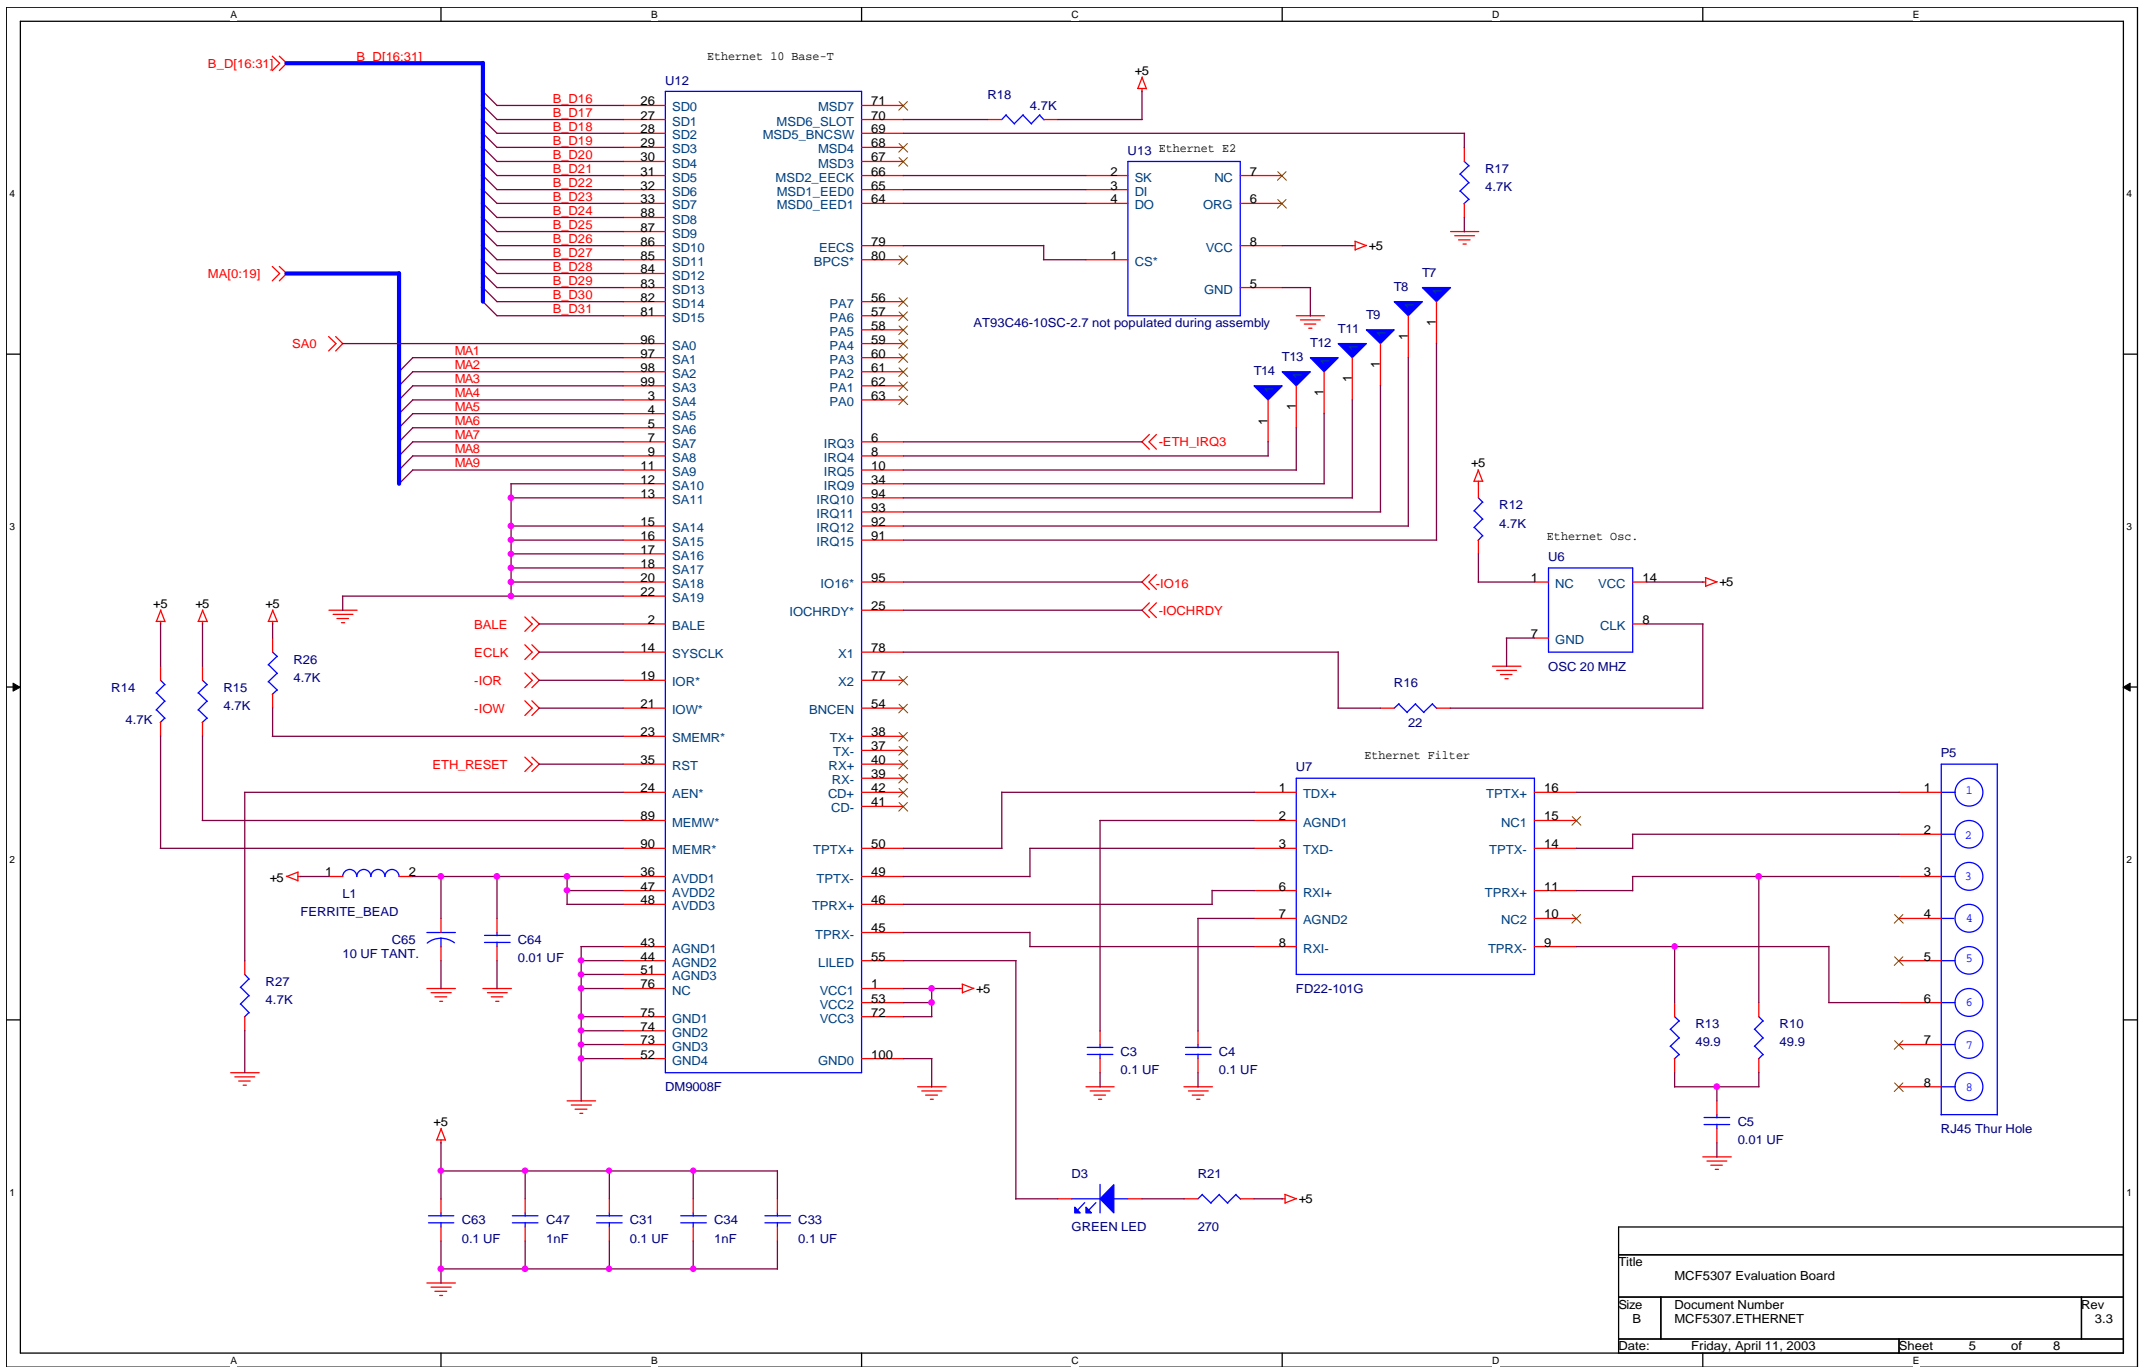 A B C D E
Ethernet 10 Base-T
B_D[16:31]
B_D[16:31]
MA[0:19]
SA0
B_D16
B_D17
B_D18
B_D19
B_D20
B_D21
B_D22
B_D23
B_D24
B_D25
B_D26
B_D27
B_D28
B_D29
B_D30
B_D31
MA1
MA2
MA3
MA4
MA5
MA6
MA7
MA8
MA9
BALE
ECLK
-IOR
-IOW
ETH_RESET
U12
26 SD0
27 SD1
28 SD2
29 SD3
30 SD4
31 SD5
32 SD6
33 SD7
88 SD8
87 SD9
86 SD10
85 SD11
84 SD12
83 SD13
82 SD14
81 SD15
96 SA0
97 SA1
98 SA2
99 SA3
3 SA4
4 SA5
5 SA6
7 SA7
9 SA8
11 SA9
12 SA10
13 SA11
15 SA14
16 SA15
17 SA16
18 SA17
20 SA18
22 SA19
2 BALE
14 SYSCLK
19 IOR*
21 IOW*
23 SMEMR*
35 RST
24 AEN*
89 MEMW*
90 MEMR*
36 AVDD1
47 AVDD2
48 AVDD3
43 AGND1
44 AGND2
51 AGND3
76 NC
75 GND1
74 GND2
73 GND3
52 GND4
MSD7 71
MSD6_SLOT 70
MSD5_BNCSW 69
MSD4 68
MSD3 67
MSD2_EECK 66
MSD1_EED0 65
MSD0_EED1 64
EECS 79
BPCS* 80
PA7 56
PA6 57
PA5 58
PA4 59
PA3 60
PA2 61
PA1 62
PA0 63
IRQ3 6
IRQ4 8
IRQ5 10
IRQ9 34
IRQ10 94
IRQ11 93
IRQ12 92
IRQ15 91
IO16* 95
IOCHRDY* 25
X1 78
X2 77
BNCEN 54
TX+ 38
TX- 37
RX+ 40
RX- 39
CD+ 42
CD- 41
TPTX+ 50
TPTX- 49
TPRX+ 46
TPRX- 45
LILED 55
VCC1 1
VCC2 53
VCC3 72
GND0 100
DM9008F
+5
R18
4.7K
R17
4.7K
U13 Ethernet E2
2 SK
3 DI
4 DO
1 CS*
NC 7
ORG 6
VCC 8
GND 5
+5
AT93C46-10SC-2.7 not populated during assembly
T7
T8
T9
T11
T12
T13
T14
1
1
1
1
1
1
1
-ETH_IRQ3
-IO16
-IOCHRDY
+5
R12
4.7K
Ethernet Osc.
U6
1 NC
7 GND
VCC 14
CLK 8
+5
OSC 20 MHZ
R16
22
+5
+5
+5
R14
4.7K
R15
4.7K
R26
4.7K
R27
4.7K
+5
1
2
L1
FERRITE_BEAD
C65
10 UF TANT.
C64
0.01 UF
+5
Ethernet Filter
U7
1 TDX+
2 AGND1
3 TXD-
6 RXI+
7 AGND2
8 RXI-
TPTX+ 16
NC1 15
TPTX- 14
TPRX+ 11
NC2 10
TPRX- 9
FD22-101G
C3
0.1 UF
C4
0.1 UF
R13
49.9
R10
49.9
C5
0.01 UF
P5
1 1
2 2
3 3
4 4
5 5
6 6
7 7
8 8
RJ45 Thur Hole
D3
GREEN LED
R21
270
+5
+5
C63
0.1 UF
C47
1nF
C31
0.1 UF
C34
1nF
C33
0.1 UF
4 4
3 3
2 2
1 1
Title
MCF5307 Evaluation Board
Size
B
Document Number
MCF5307.ETHERNET
Rev
3.3
Date: Friday, April 11, 2003 Sheet 5 of 8
A B C D E